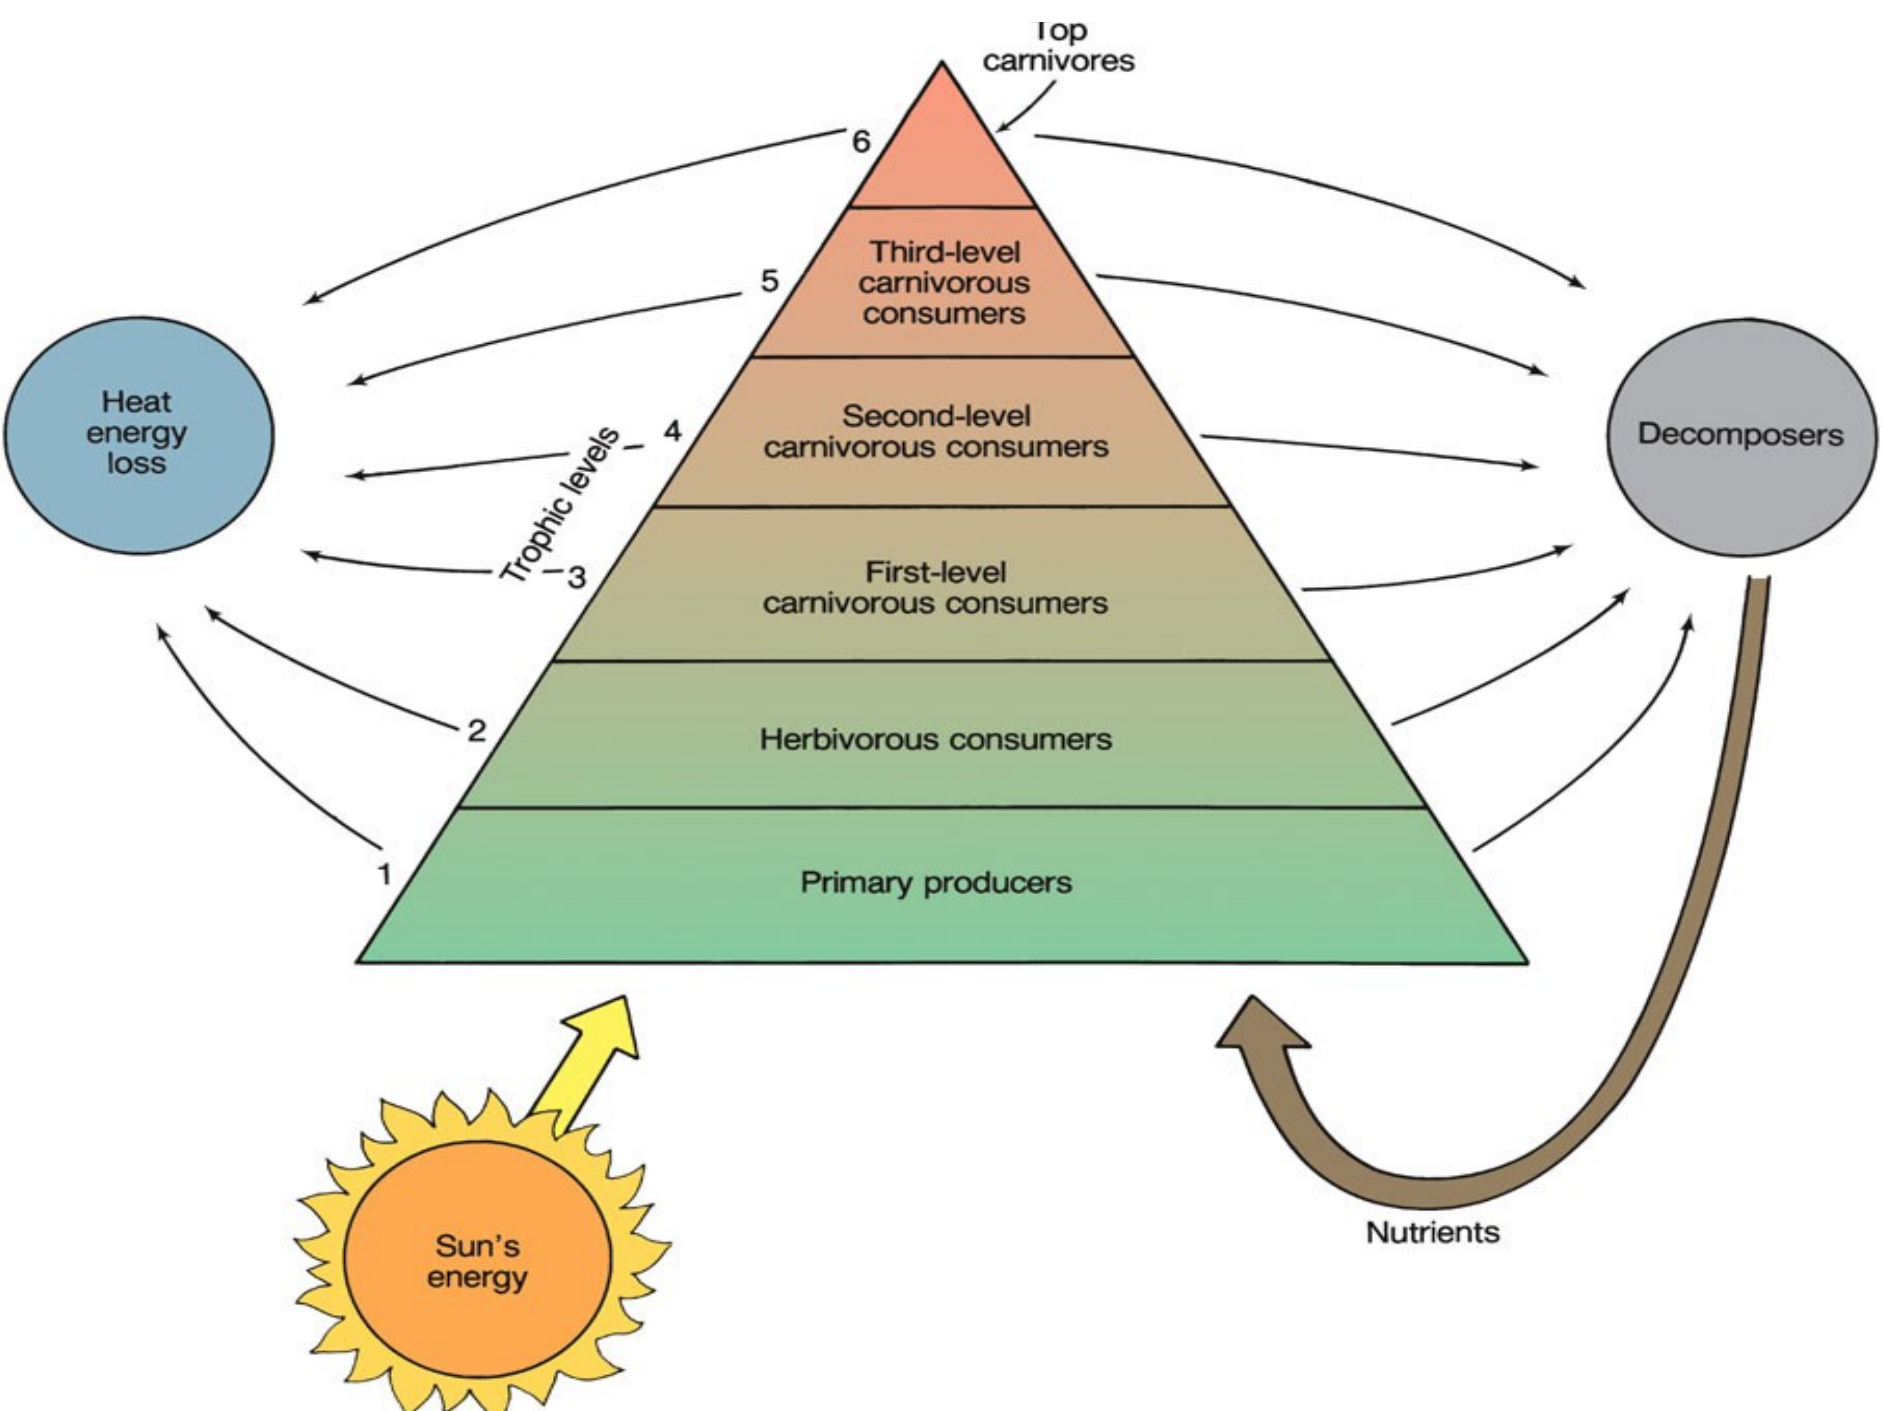 Top
carnivores
6
Third-level
carnivorous
consumers
5
Heat
energy
loss
Trophic levels
4
Second-level
carnivorous consumers
Decomposers
3
First-level
carnivorous consumers
2
Herbivorous consumers
1
Primary producers
Sun's
energy
Nutrients